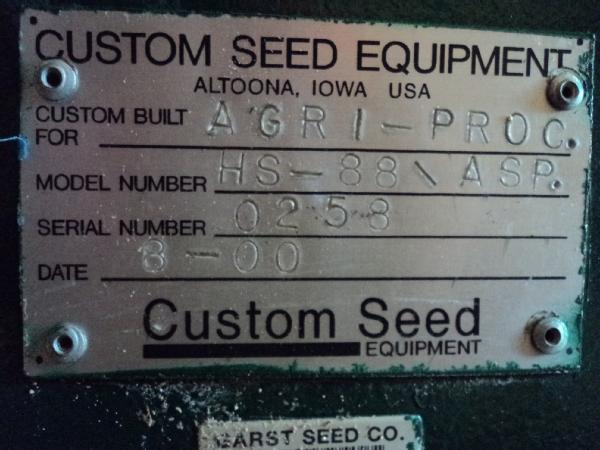 CUSTOM SEED EQUIPMENT
ALTOONA, IOWA USA
CUSTOM BUILT FOR AGRI-PROC.
MODEL NUMBER HS-88\ASP.
SERIAL NUMBER 0258
DATE 8-00
Custom Seed
EQUIPMENT
GARST SEED CO.